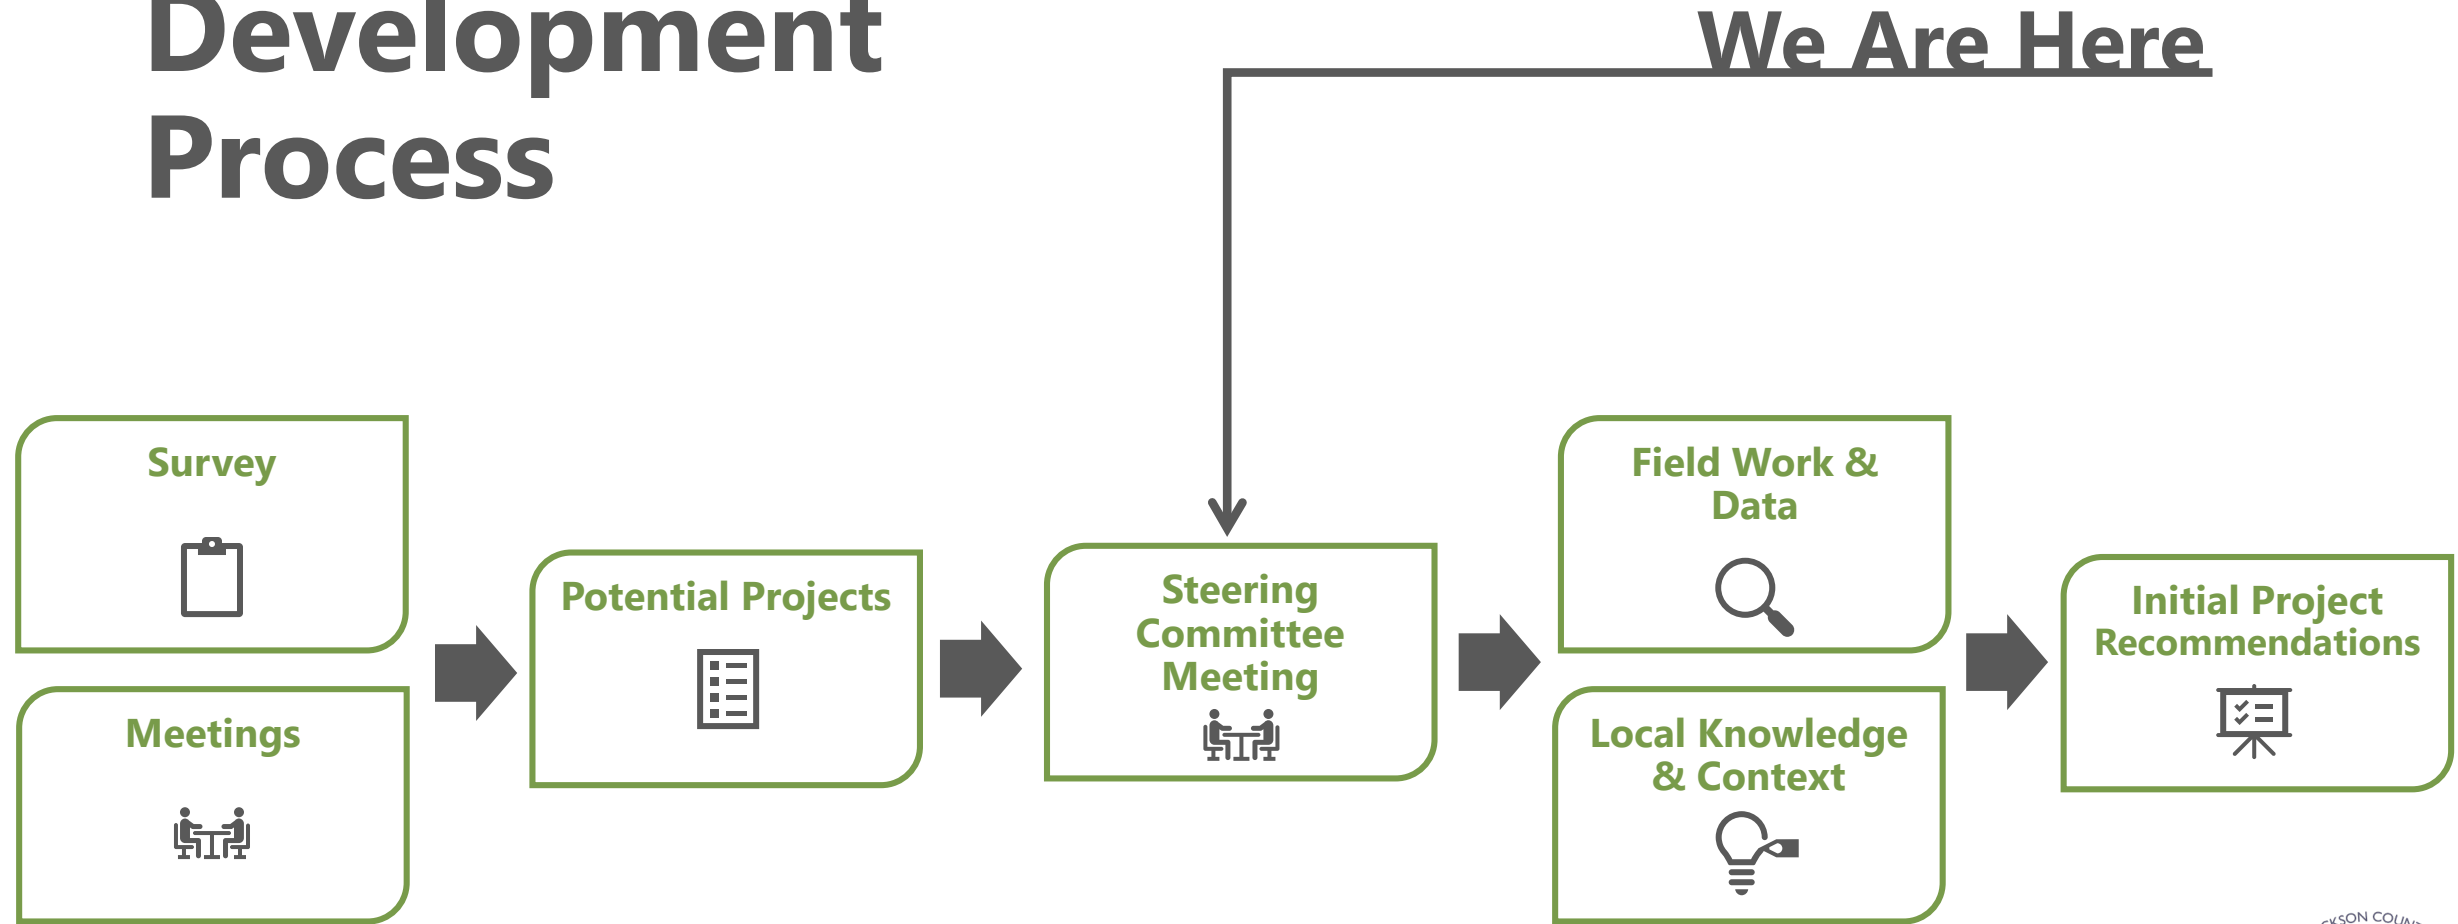 Development
Process
We Are Here
Survey
Meetings
Potential Projects
Steering
Committee
Meeting
Field Work &
Data
Local Knowledge
& Context
Initial Project
Recommendations